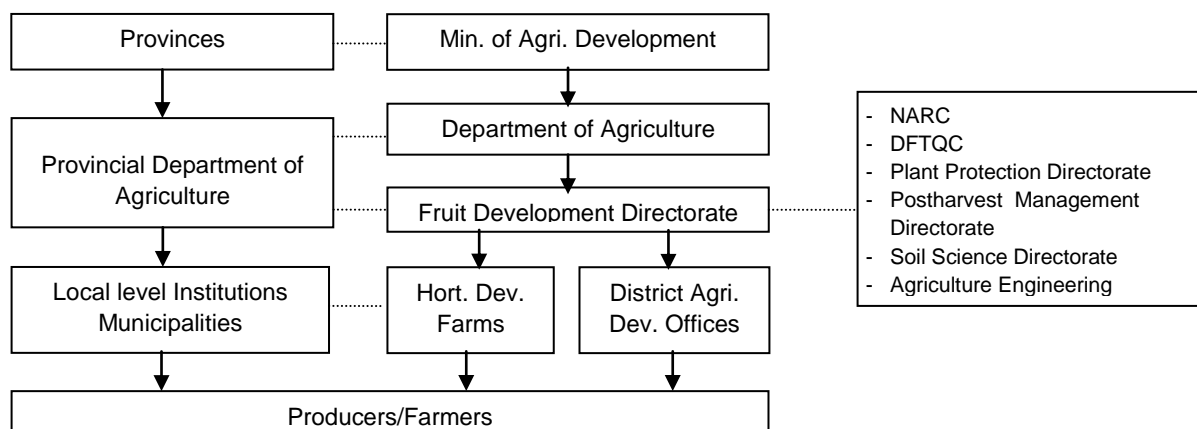 Provinces
Min. of Agri. Development
Department of Agriculture
Provincial Department of
Agriculture
Fruit Development Directorate
- NARC
- DFTQC
- Plant Protection Directorate
- Postharvest Management
Directorate
- Soil Science Directorate
- Agriculture Engineering
Local level Institutions
Municipalities
Hort. Dev.
Farms
District Agri.
Dev. Offices
Producers/Farmers